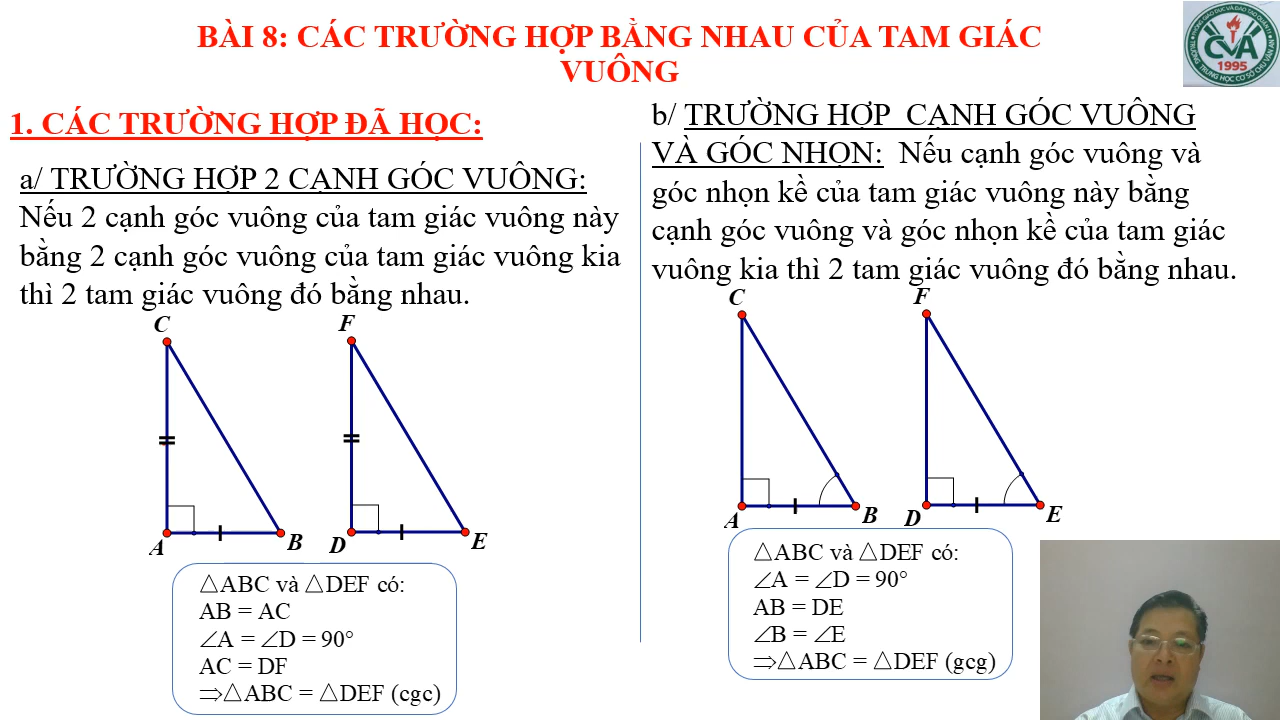 BÀI 8: CÁC TRƯỜNG HỢP BẰNG NHAU CỦA TAM GIÁC
VUÔNG
CVA
1995
1. CÁC TRƯỜNG HỢP ĐÃ HỌC:
a/ TRƯỜNG HỢP 2 CẠNH GÓC VUÔNG:
Nếu 2 cạnh góc vuông của tam giác vuông này
bằng 2 cạnh góc vuông của tam giác vuông kia
thì 2 tam giác vuông đó bằng nhau.
C
F
A
B
D
E
△ABC và △DEF có:
AB = AC
∠A = ∠D = 90°
AC = DF
⇒△ABC = △DEF (cgc)
b/ TRƯỜNG HỢP CẠNH GÓC VUÔNG
VÀ GÓC NHỌN: Nếu cạnh góc vuông và
góc nhọn kề của tam giác vuông này bằng
cạnh góc vuông và góc nhọn kề của tam giác
vuông kia thì 2 tam giác vuông đó bằng nhau.
C
F
A
B
D
E
△ABC và △DEF có:
∠A = ∠D = 90°
AB = DE
∠B = ∠E
⇒△ABC = △DEF (gcg)